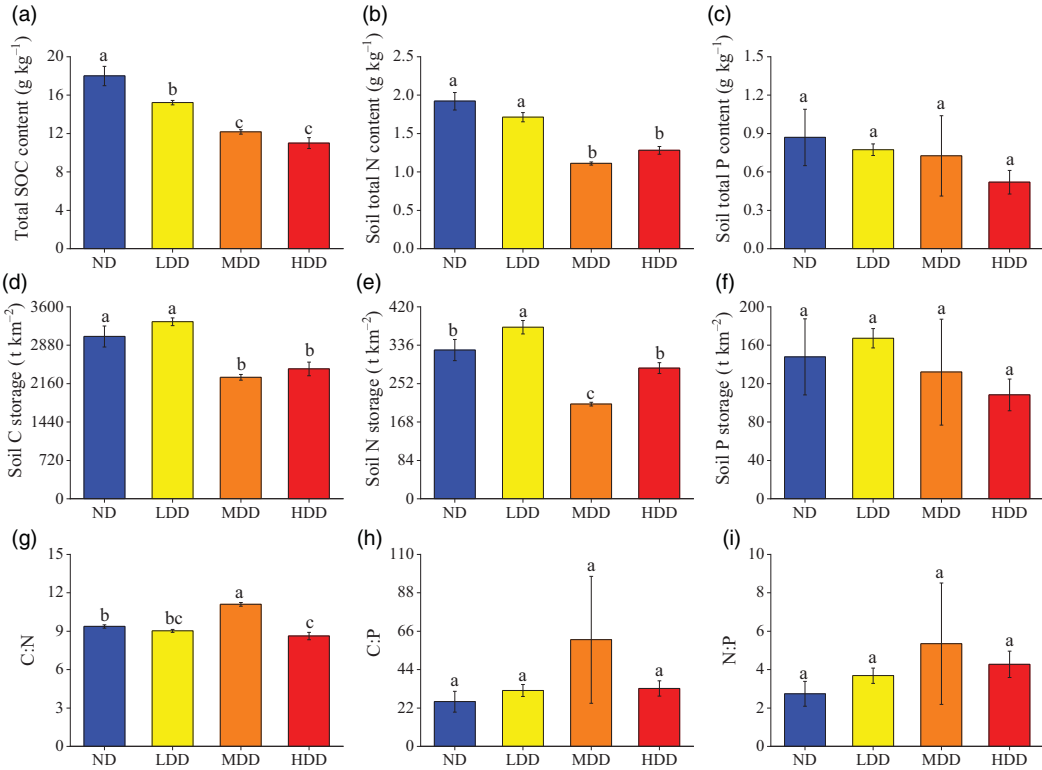 (a)
Total SOC content (g kg⁻¹)
20
16
12
8
4
0
a
b
c
c
ND LDD MDD HDD
(b)
Soil total N content (g kg⁻¹)
2.5
2.0
1.5
1.0
0.5
0.0
a
a
b
b
ND LDD MDD HDD
(c)
Soil total P content (g kg⁻¹)
1.5
1.2
0.9
0.6
0.3
0.0
a
a
a
a
ND LDD MDD HDD
(d)
Soil C storage ( t km⁻²)
3600
2880
2160
1440
720
0
a
a
b
b
ND LDD MDD HDD
(e)
Soil N storage ( t km⁻²)
420
336
252
168
84
0
b
a
c
b
ND LDD MDD HDD
(f)
Soil P storage ( t km⁻²)
200
160
120
80
40
0
a
a
a
a
ND LDD MDD HDD
(g)
C:N
15
12
9
6
3
0
b
bc
a
c
ND LDD MDD HDD
(h)
C:P
110
88
66
44
22
0
a
a
a
a
ND LDD MDD HDD
(i)
N:P
10
8
6
4
2
0
a
a
a
a
ND LDD MDD HDD